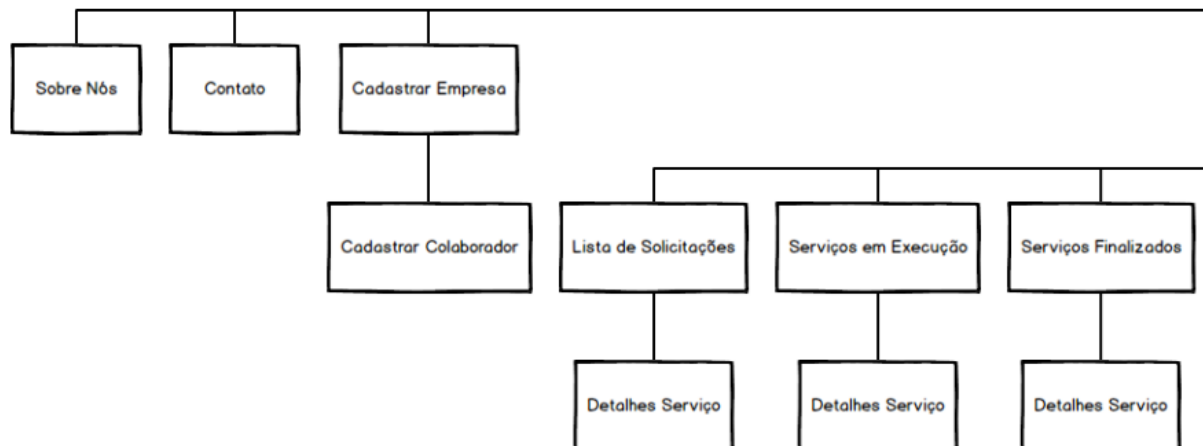 Sobre Nós
Contato
Cadastrar Empresa
Cadastrar Colaborador
Lista de Solicitações
Serviços em Execução
Serviços Finalizados
Detalhes Serviço
Detalhes Serviço
Detalhes Serviço